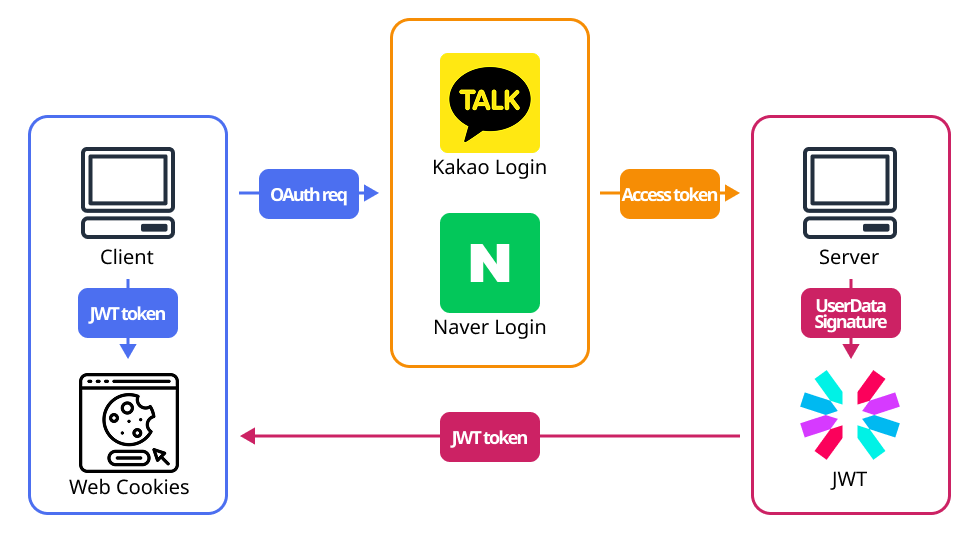 TALK
Kakao Login
OAuth req
Access token
N
Client
Naver Login
Server
JWT token
UserData
Signature
JWT token
Web Cookies
JWT